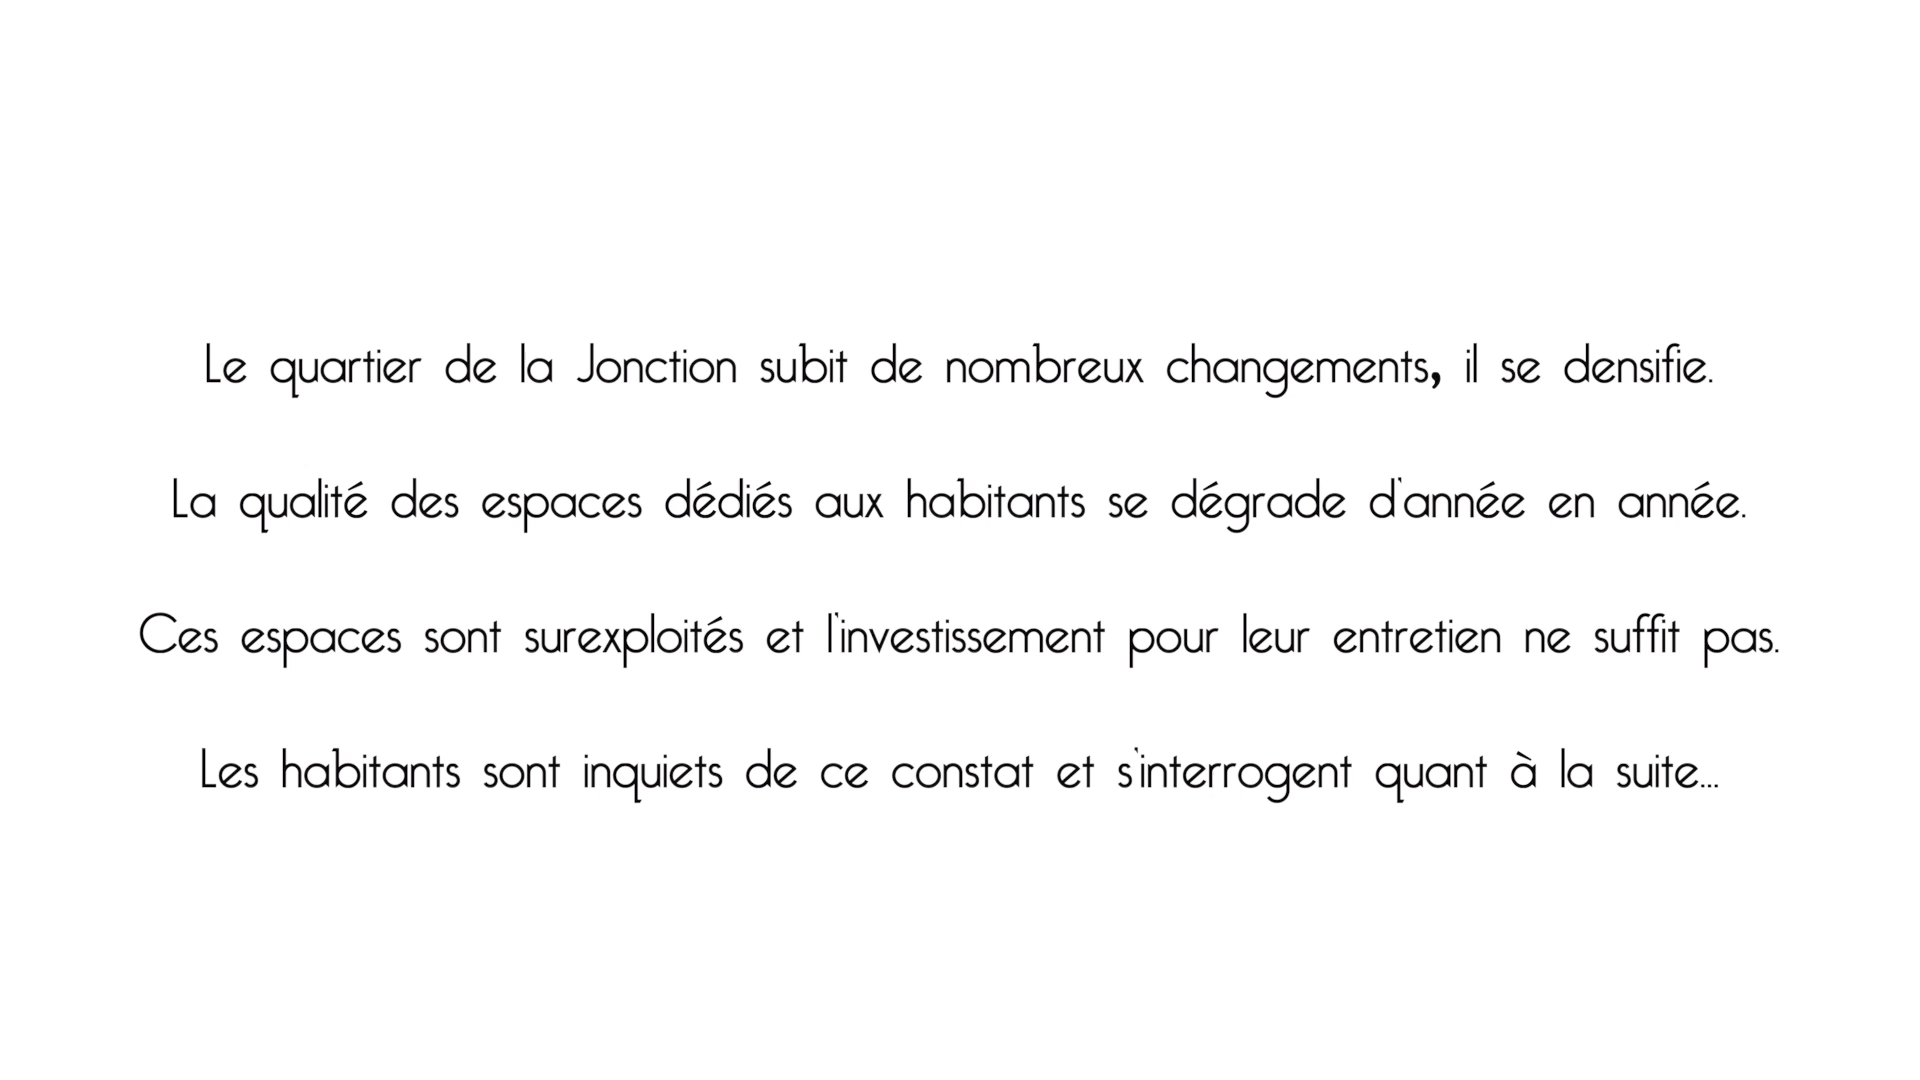 Le quartier de la Jonction subit de nombreux changements, il se densifie.
La qualité des espaces dédiés aux habitants se dégrade d'année en année.
Ces espaces sont surexploités et l'investissement pour leur entretien ne suffit pas.
Les habitants sont inquiets de ce constat et s'interrogent quant à la suite...